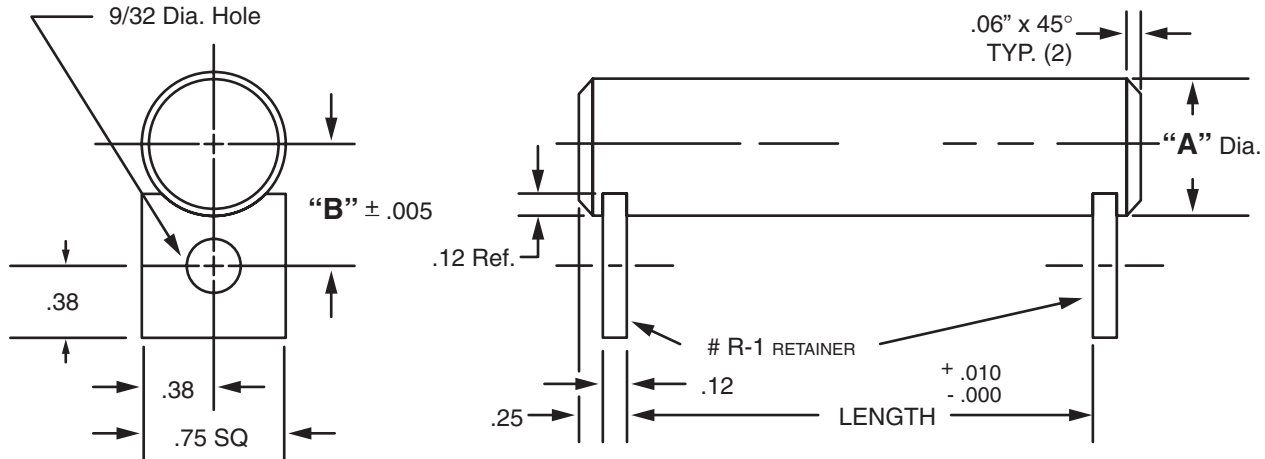 9/32 Dia. Hole
.06” x 45°
TYP. (2)
“A” Dia.
“B” ± .005
.12 Ref.
.38
# R-1 RETAINER
.38
.12
+ .010
- .000
.25
LENGTH
.75 SQ